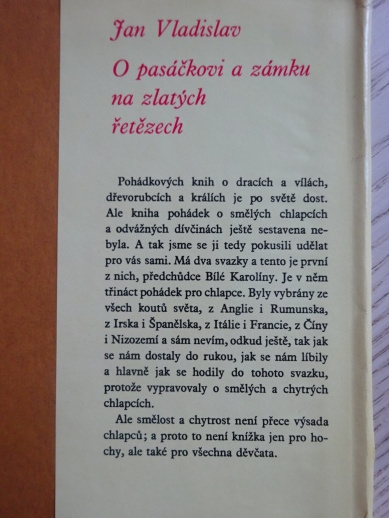 Jan Vladislav
O pasáčkovi a zámku
na zlatých
řetězech
Pohádkových knih o dracích a vílách,
dřevorubcích a králích je po světě dost.
Ale kniha pohádek o smělých chlapcích
a odvážných dívčinách ještě sestavena ne-
byla. A tak jsme se ji tedy pokusili udělat
pro vás sami. Má dva svazky a tento je první
z nich, předchůdce Bílé Karolíny. Je v něm
třináct pohádek pro chlapce. Byly vybrány ze
všech koutů světa, z Anglie i Rumunska,
z Irska i Španělska, z Itálie i Francie, z Číny
i Nizozemí a sám nevím, odkud ještě, tak jak
se nám dostaly do rukou, jak se nám líbily
a hlavně jak se hodily do tohoto svazku,
protože vypravovaly o smělých a chytrých
chlapcích.
Ale smělost a chytrost není přece výsada
chlapců; a proto to není knížka jen pro ho-
chy, ale také pro všechna děvčata.